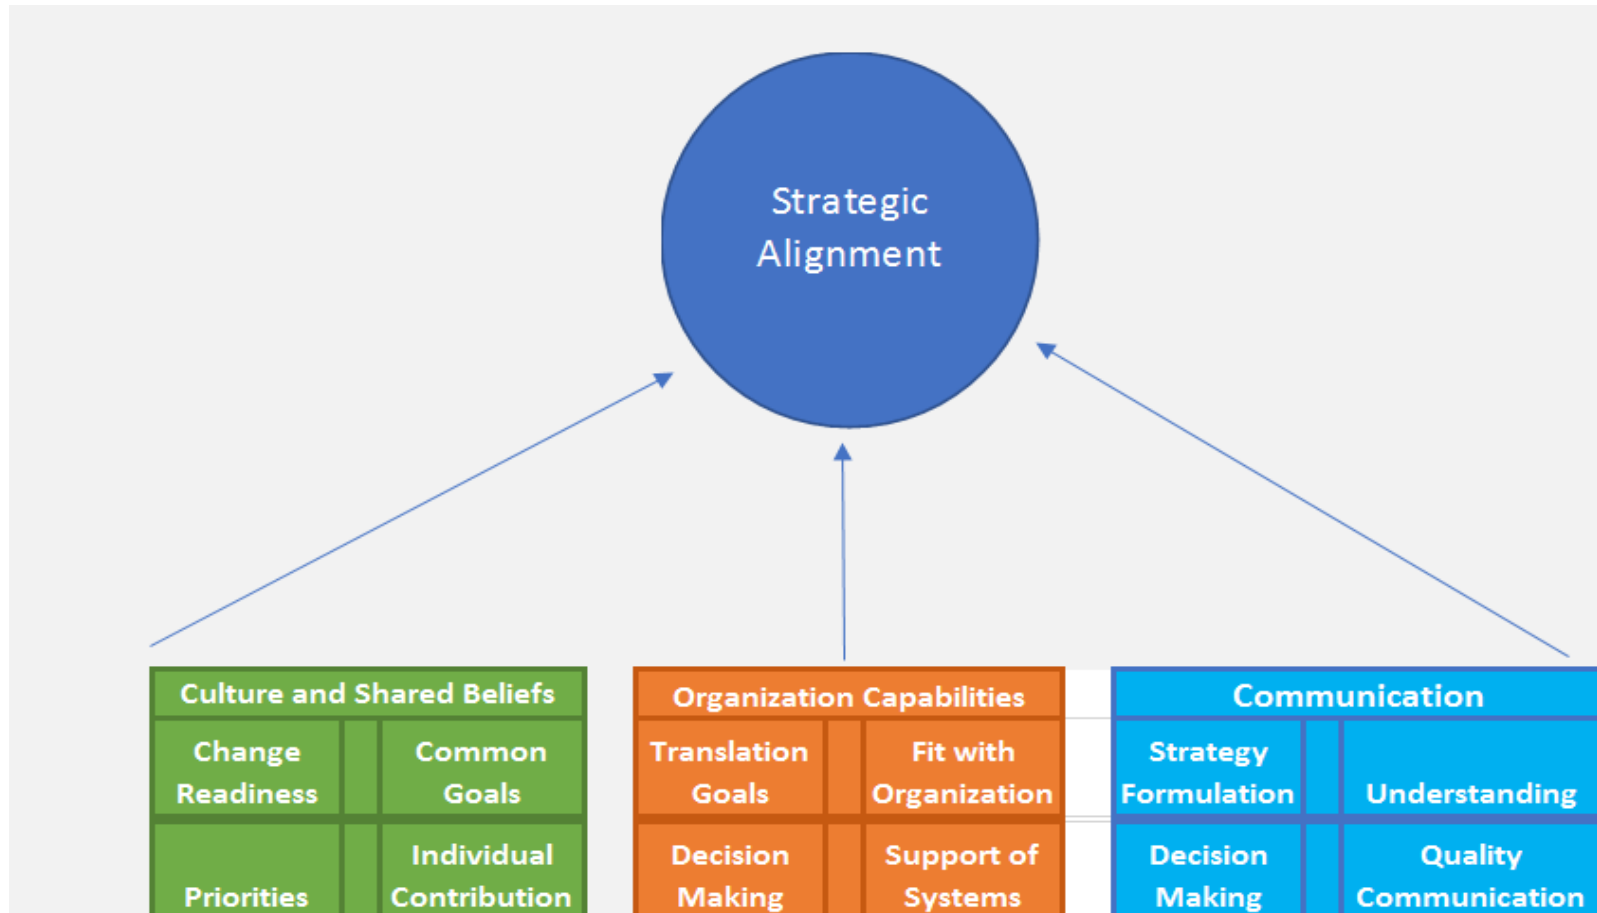 Strategic
Alignment
Culture and Shared Beliefs
Change
Readiness
Common
Goals
Priorities
Individual
Contribution
Organization Capabilities
Translation
Goals
Fit with
Organization
Decision
Making
Support of
Systems
Communication
Strategy
Formulation
Understanding
Decision
Making
Quality
Communication